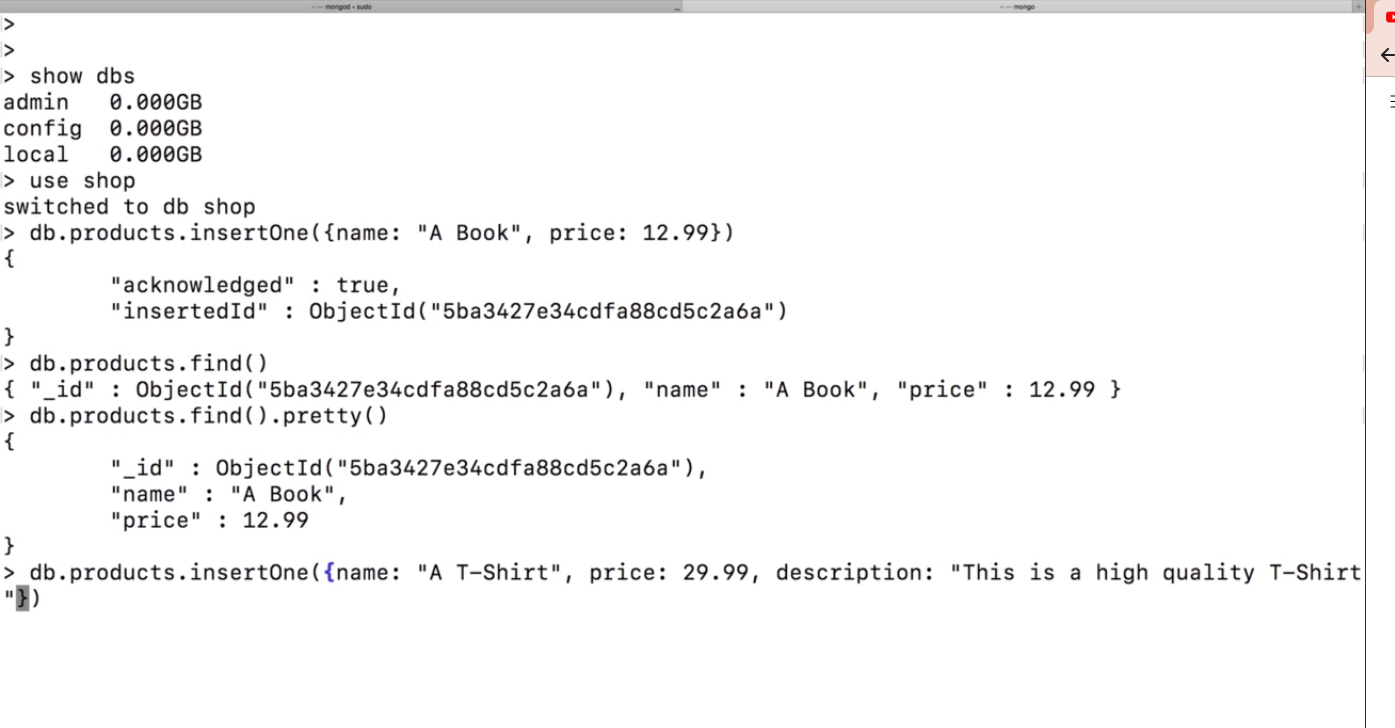 ~ — mongod • sudo
~ — mongo
>
>
> show dbs
admin   0.000GB
config  0.000GB
local   0.000GB
> use shop
switched to db shop
> db.products.insertOne({name: "A Book", price: 12.99})
{
        "acknowledged" : true,
        "insertedId" : ObjectId("5ba3427e34cdfa88cd5c2a6a")
}
> db.products.find()
{ "_id" : ObjectId("5ba3427e34cdfa88cd5c2a6a"), "name" : "A Book", "price" : 12.99 }
> db.products.find().pretty()
{
        "_id" : ObjectId("5ba3427e34cdfa88cd5c2a6a"),
        "name" : "A Book",
        "price" : 12.99
}
> db.products.insertOne({name: "A T-Shirt", price: 29.99, description: "This is a high quality T-Shirt
"})